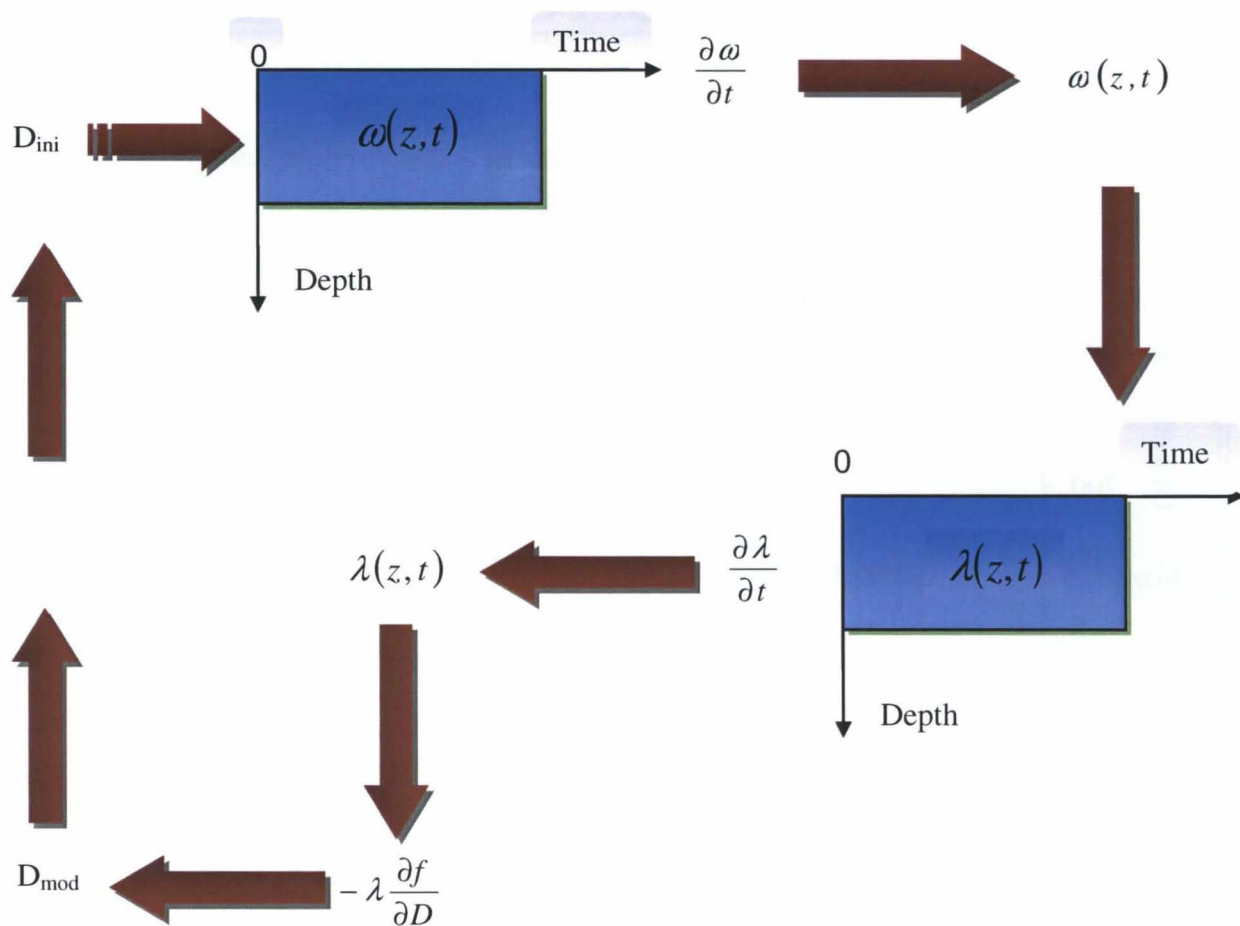 0 Time
∂ω/∂t
ω(z,t)
D_ini
ω(z,t)
Depth
0 Time
λ(z,t)
∂λ/∂t
λ(z,t)
Depth
D_mod
-λ ∂f/∂D